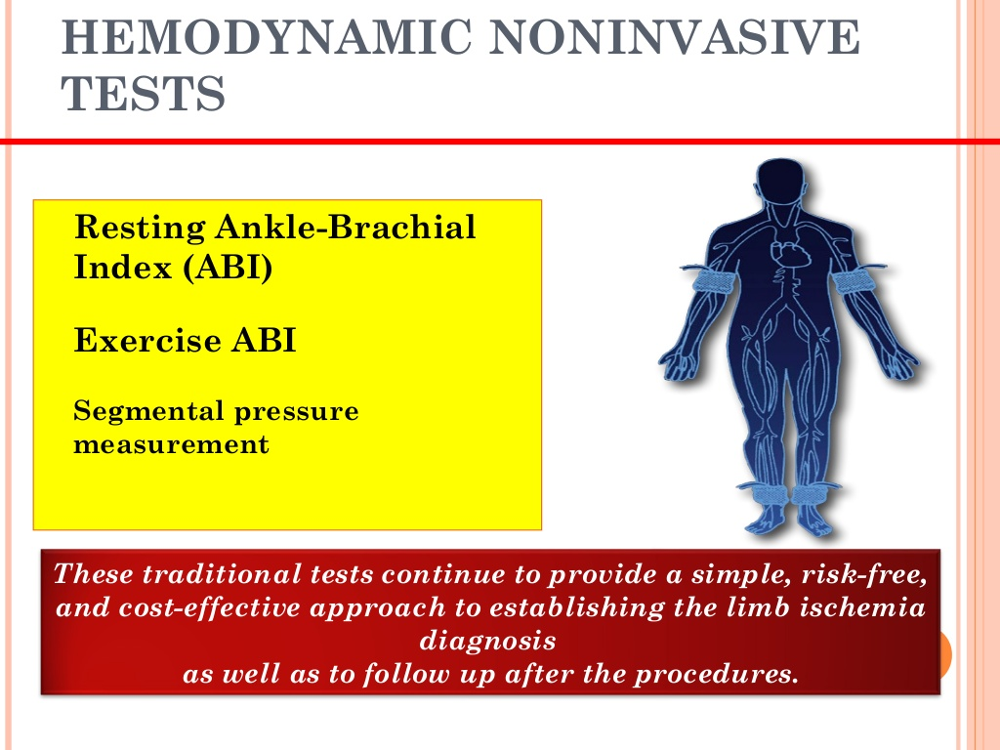 HEMODYNAMIC NONINVASIVE
TESTS
Resting Ankle-Brachial
Index (ABI)
Exercise ABI
Segmental pressure
measurement
These traditional tests continue to provide a simple, risk-free,
and cost-effective approach to establishing the limb ischemia
diagnosis
as well as to follow up after the procedures.